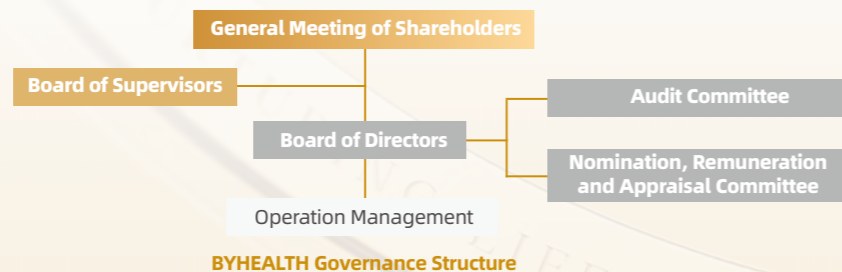 General Meeting of Shareholders
Board of Supervisors
Audit Committee
Board of Directors
Nomination, Remuneration
and Appraisal Committee
Operation Management
BYHEALTH Governance Structure